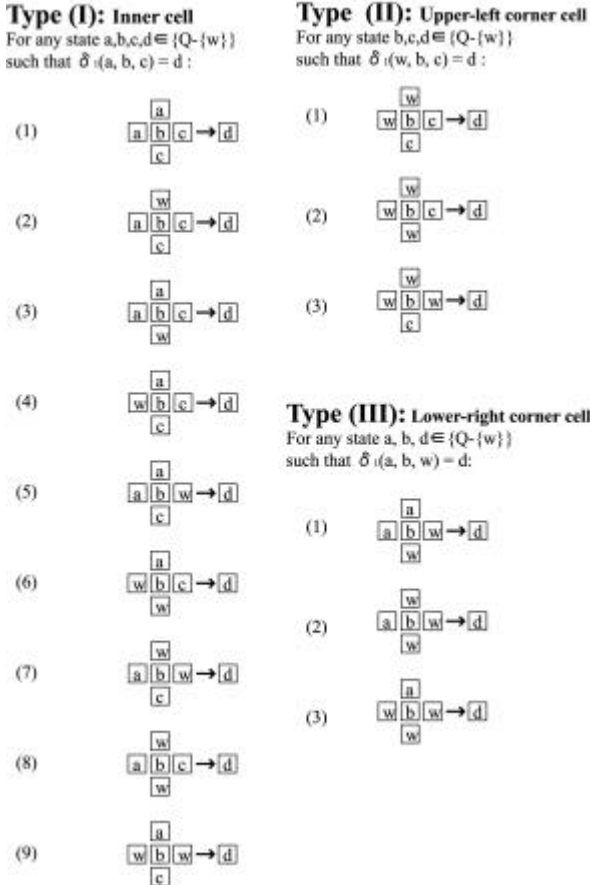 Type (I): Inner cell
For any state a,b,c,d∈{Q-{w}}
such that δ₁(a, b, c) = d :
(1)
a
a b c → d
c
(2)
w
a b c → d
c
(3)
a
a b c → d
w
(4)
a
w b c → d
c
(5)
a
a b w → d
c
(6)
a
w b c → d
w
(7)
w
a b w → d
c
(8)
w
a b c → d
w
(9)
a
w b w → d
c
Type (II): Upper-left corner cell
For any state b,c,d∈{Q-{w}}
such that δ₁(w, b, c) = d :
(1)
w
w b c → d
c
(2)
w
w b c → d
w
(3)
w
w b w → d
c
Type (III): Lower-right corner cell
For any state a, b, d∈{Q-{w}}
such that δ₁(a, b, w) = d:
(1)
a
a b w → d
w
(2)
w
a b w → d
w
(3)
a
w b w → d
w